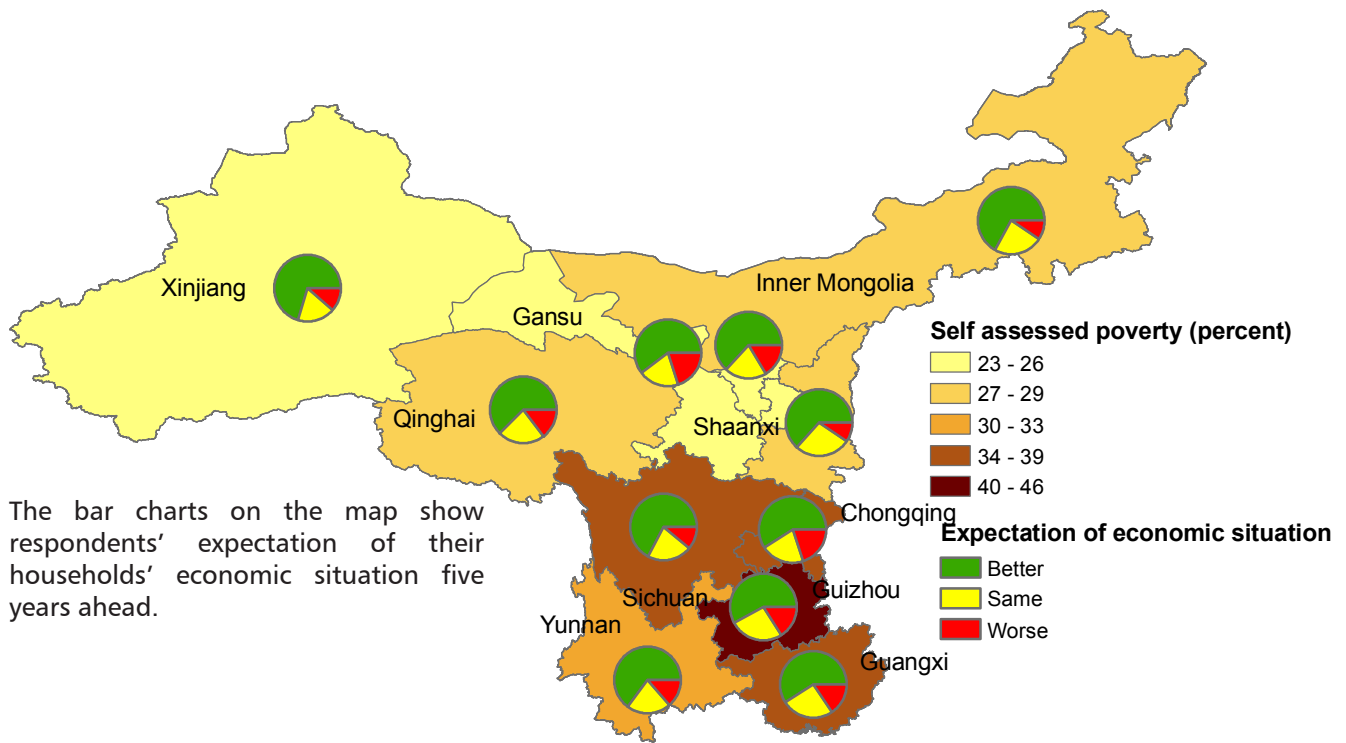 Xinjiang
Gansu
Inner Mongolia
Qinghai
Shaanxi
Chongqing
Sichuan
Guizhou
Yunnan
Guangxi
The bar charts on the map show
respondents’ expectation of their
households’ economic situation five
years ahead.
Self assessed poverty (percent)
23 - 26
27 - 29
30 - 33
34 - 39
40 - 46
Expectation of economic situation
Better
Same
Worse